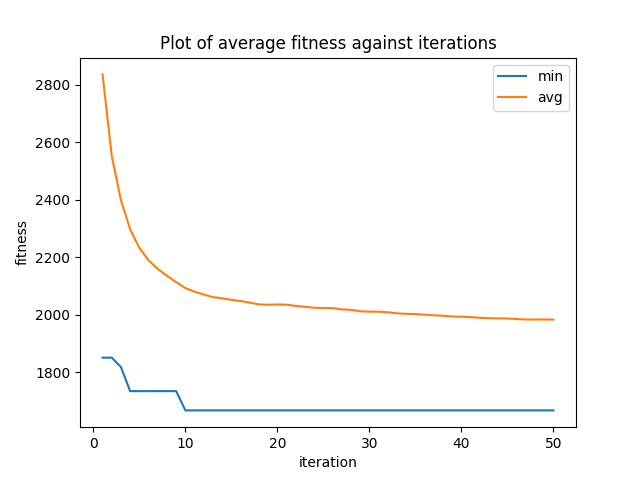 Plot of average fitness against iterations
min
avg
2800
2600
2400
2200
2000
1800
fitness
0 10 20 30 40 50
iteration